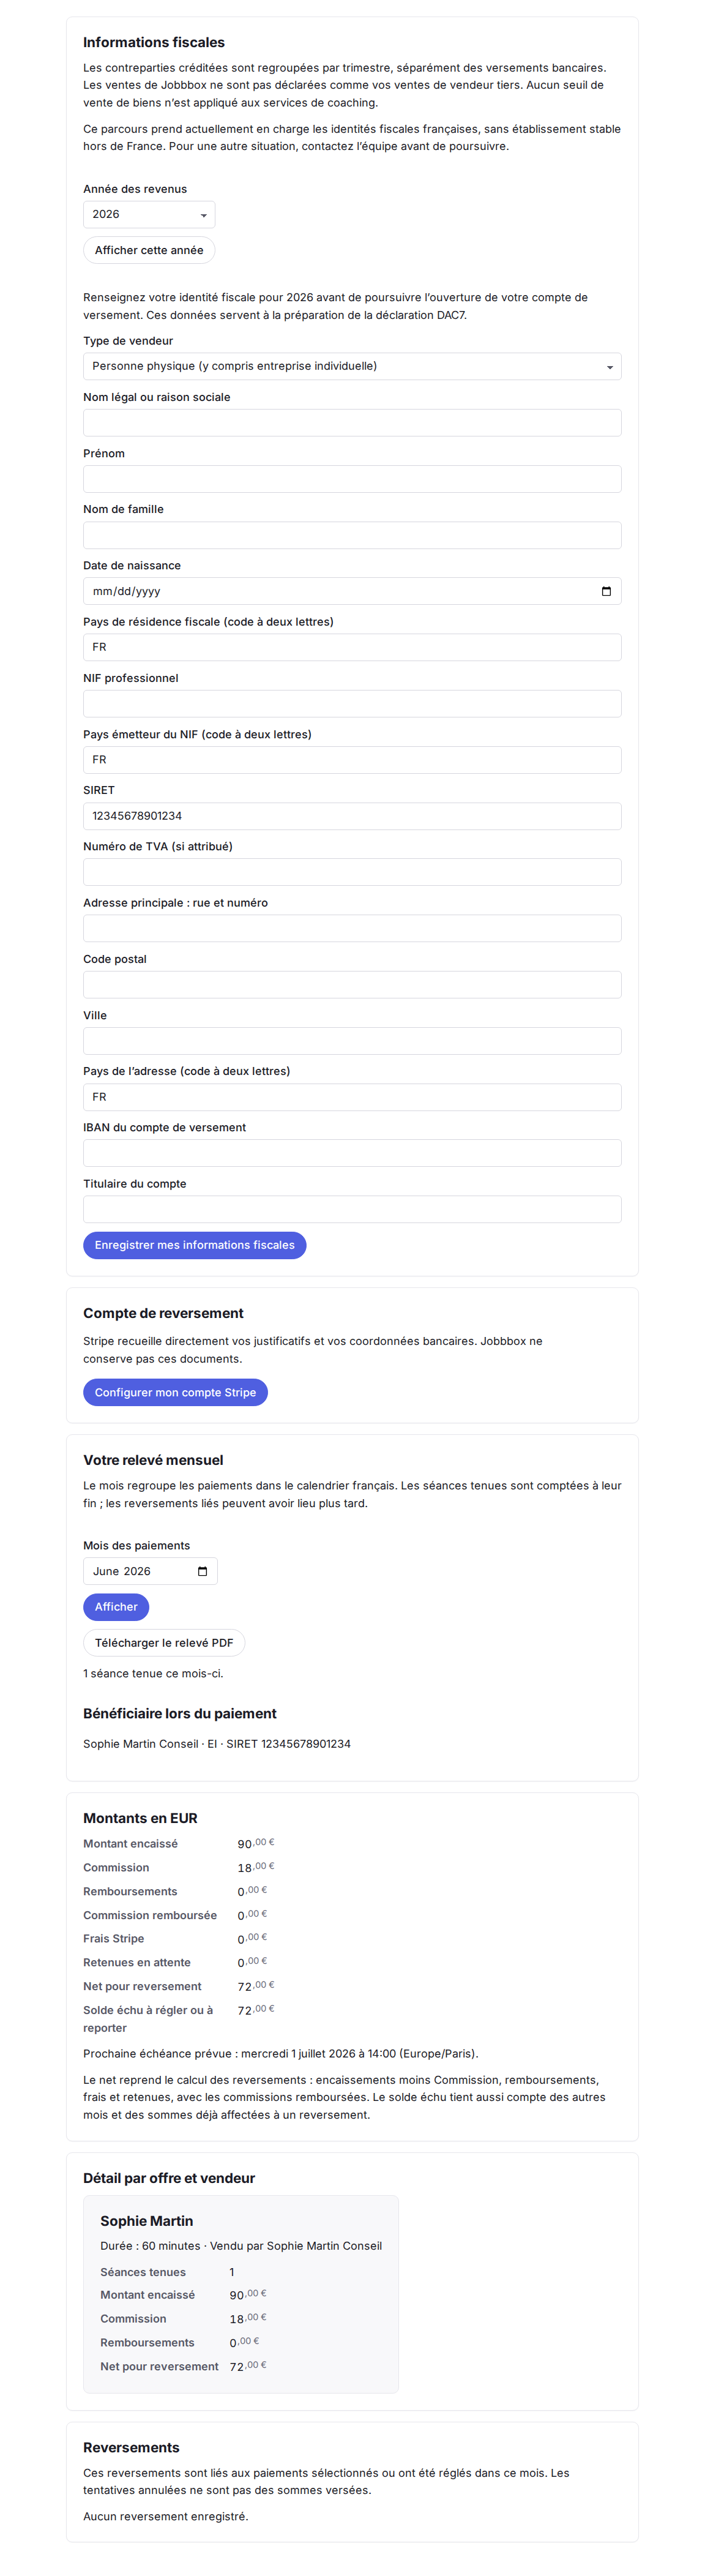 Informations fiscales
Les contreparties créditées sont regroupées par trimestre, séparément des versements bancaires.
Les ventes de Jobbbox ne sont pas déclarées comme vos ventes de vendeur tiers. Aucun seuil de
vente de biens n’est appliqué aux services de coaching.
Ce parcours prend actuellement en charge les identités fiscales françaises, sans établissement stable
hors de France. Pour une autre situation, contactez l’équipe avant de poursuivre.
Année des revenus
2026
Afficher cette année
Renseignez votre identité fiscale pour 2026 avant de poursuivre l’ouverture de votre compte de
versement. Ces données servent à la préparation de la déclaration DAC7.
Type de vendeur
Personne physique (y compris entreprise individuelle)
Nom légal ou raison sociale
Prénom
Nom de famille
Date de naissance
mm/dd/yyyy
Pays de résidence fiscale (code à deux lettres)
FR
NIF professionnel
Pays émetteur du NIF (code à deux lettres)
FR
SIRET
12345678901234
Numéro de TVA (si attribué)
Adresse principale : rue et numéro
Code postal
Ville
Pays de l’adresse (code à deux lettres)
FR
IBAN du compte de versement
Titulaire du compte
Enregistrer mes informations fiscales
Compte de reversement
Stripe recueille directement vos justificatifs et vos coordonnées bancaires. Jobbbox ne
conserve pas ces documents.
Configurer mon compte Stripe
Votre relevé mensuel
Le mois regroupe les paiements dans le calendrier français. Les séances tenues sont comptées à leur
fin ; les reversements liés peuvent avoir lieu plus tard.
Mois des paiements
June 2026
Afficher
Télécharger le relevé PDF
1 séance tenue ce mois-ci.
Bénéficiaire lors du paiement
Sophie Martin Conseil · EI · SIRET 12345678901234
Montants en EUR
Montant encaissé 90,00 €
Commission 18,00 €
Remboursements 0,00 €
Commission remboursée 0,00 €
Frais Stripe 0,00 €
Retenues en attente 0,00 €
Net pour reversement 72,00 €
Solde échu à régler ou à 72,00 €
reporter
Prochaine échéance prévue : mercredi 1 juillet 2026 à 14:00 (Europe/Paris).
Le net reprend le calcul des reversements : encaissements moins Commission, remboursements,
frais et retenues, avec les commissions remboursées. Le solde échu tient aussi compte des autres
mois et des sommes déjà affectées à un reversement.
Détail par offre et vendeur
Sophie Martin
Durée : 60 minutes · Vendu par Sophie Martin Conseil
Séances tenues 1
Montant encaissé 90,00 €
Commission 18,00 €
Remboursements 0,00 €
Net pour reversement 72,00 €
Reversements
Ces reversements sont liés aux paiements sélectionnés ou ont été réglés dans ce mois. Les
tentatives annulées ne sont pas des sommes versées.
Aucun reversement enregistré.